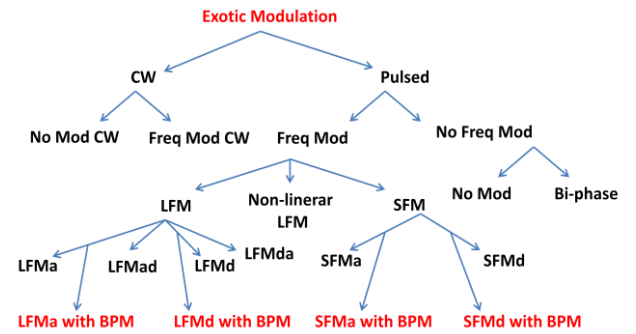 Exotic Modulation
CW
Pulsed
No Mod CW
Freq Mod CW
Freq Mod
No Freq Mod
LFM
Non-linerar
LFM
SFM
No Mod
Bi-phase
LFMa
LFMad
LFMd
LFMda
SFMa
SFMd
LFMa with BPM
LFMd with BPM
SFMa with BPM
SFMd with BPM